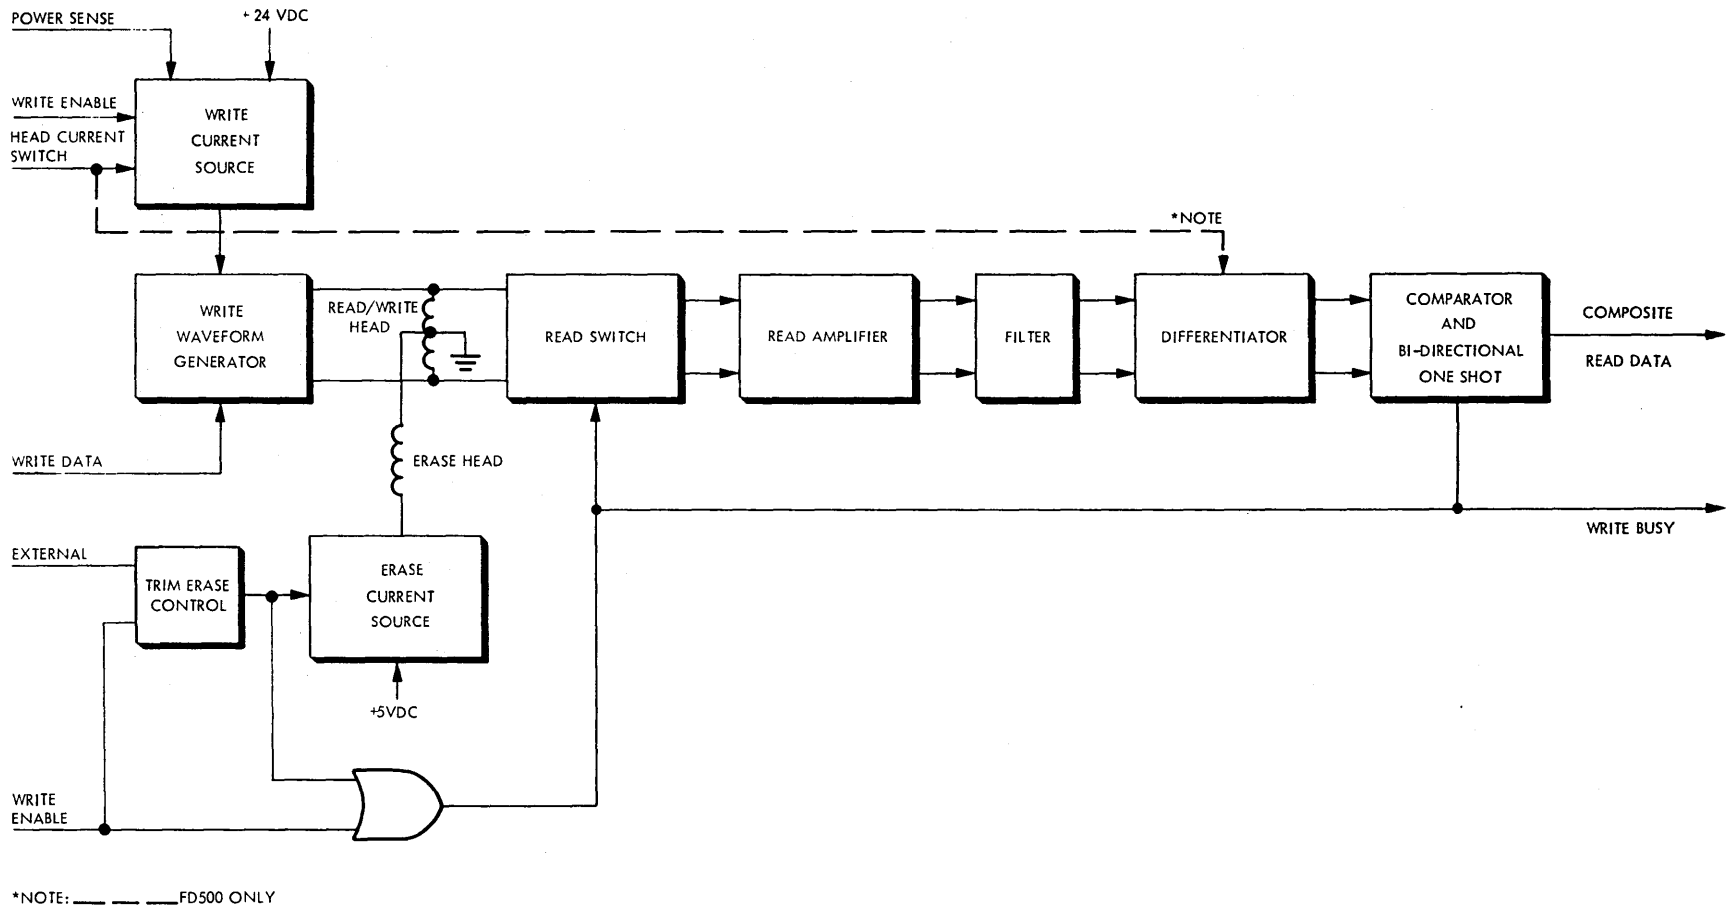 POWER SENSE
+24 VDC
WRITE ENABLE
HEAD CURRENT
SWITCH
WRITE
CURRENT
SOURCE
*NOTE
WRITE
WAVEFORM
GENERATOR
READ/WRITE
HEAD
READ SWITCH
READ AMPLIFIER
FILTER
DIFFERENTIATOR
COMPARATOR
AND
BI-DIRECTIONAL
ONE SHOT
COMPOSITE
READ DATA
WRITE DATA
ERASE HEAD
WRITE BUSY
EXTERNAL
TRIM ERASE
CONTROL
ERASE
CURRENT
SOURCE
+5VDC
WRITE
ENABLE
*NOTE: FD500 ONLY